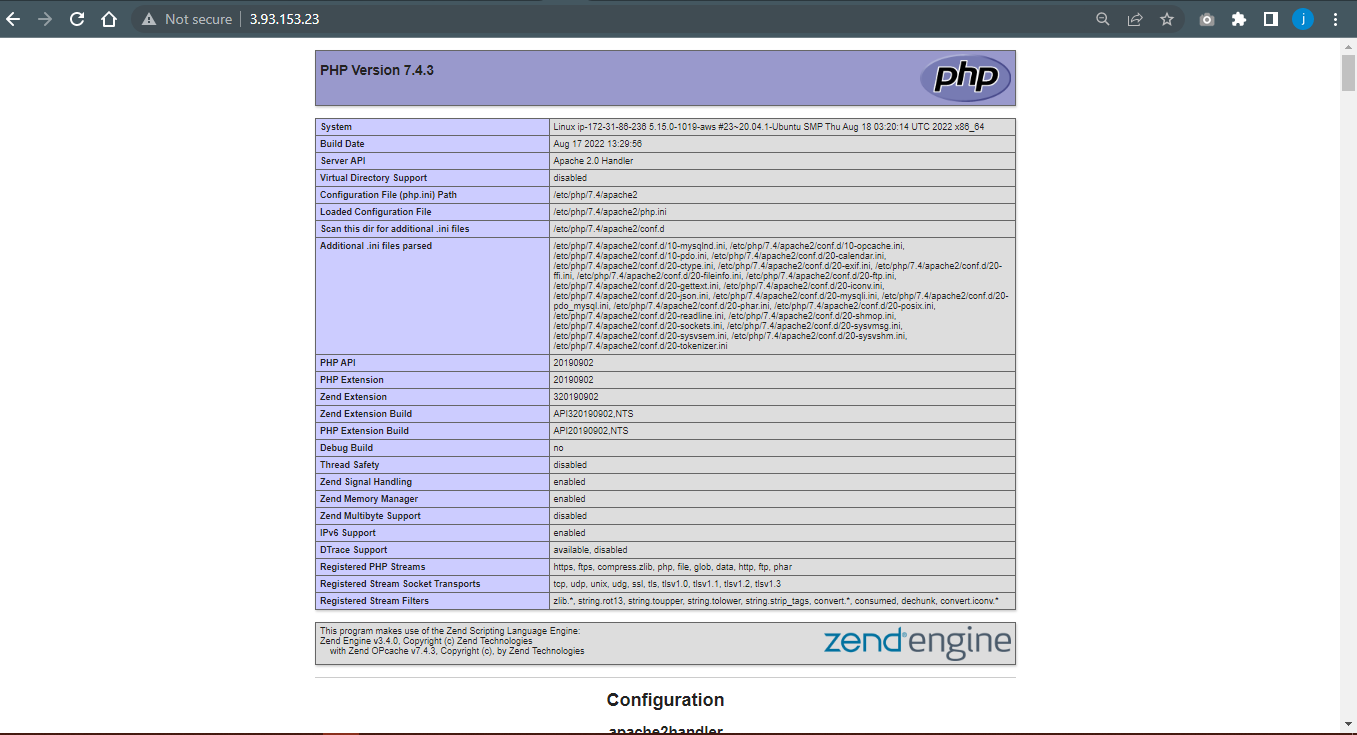 Not secure | 3.93.153.23
j
PHP Version 7.4.3
php
System Linux ip-172-31-86-236 5.15.0-1019-aws #23~20.04.1-Ubuntu SMP Thu Aug 18 03:20:14 UTC 2022 x86_64
Build Date Aug 17 2022 13:29:56
Server API Apache 2.0 Handler
Virtual Directory Support disabled
Configuration File (php.ini) Path /etc/php/7.4/apache2
Loaded Configuration File /etc/php/7.4/apache2/php.ini
Scan this dir for additional .ini files /etc/php/7.4/apache2/conf.d
Additional .ini files parsed /etc/php/7.4/apache2/conf.d/10-mysqlnd.ini, /etc/php/7.4/apache2/conf.d/10-opcache.ini,
/etc/php/7.4/apache2/conf.d/10-pdo.ini, /etc/php/7.4/apache2/conf.d/20-calendar.ini,
/etc/php/7.4/apache2/conf.d/20-ctype.ini, /etc/php/7.4/apache2/conf.d/20-exif.ini, /etc/php/7.4/apache2/conf.d/20-
ffi.ini, /etc/php/7.4/apache2/conf.d/20-fileinfo.ini, /etc/php/7.4/apache2/conf.d/20-ftp.ini,
/etc/php/7.4/apache2/conf.d/20-gettext.ini, /etc/php/7.4/apache2/conf.d/20-iconv.ini,
/etc/php/7.4/apache2/conf.d/20-json.ini, /etc/php/7.4/apache2/conf.d/20-mysqli.ini, /etc/php/7.4/apache2/conf.d/20-
pdo_mysql.ini, /etc/php/7.4/apache2/conf.d/20-phar.ini, /etc/php/7.4/apache2/conf.d/20-posix.ini,
/etc/php/7.4/apache2/conf.d/20-readline.ini, /etc/php/7.4/apache2/conf.d/20-shmop.ini,
/etc/php/7.4/apache2/conf.d/20-sockets.ini, /etc/php/7.4/apache2/conf.d/20-sysvmsg.ini,
/etc/php/7.4/apache2/conf.d/20-sysvsem.ini, /etc/php/7.4/apache2/conf.d/20-sysvshm.ini,
/etc/php/7.4/apache2/conf.d/20-tokenizer.ini
PHP API 20190902
PHP Extension 20190902
Zend Extension 320190902
Zend Extension Build API320190902,NTS
PHP Extension Build API20190902,NTS
Debug Build no
Thread Safety disabled
Zend Signal Handling enabled
Zend Memory Manager enabled
Zend Multibyte Support disabled
IPv6 Support enabled
DTrace Support available, disabled
Registered PHP Streams https, ftps, compress.zlib, php, file, glob, data, http, ftp, phar
Registered Stream Socket Transports tcp, udp, unix, udg, ssl, tls, tlsv1.0, tlsv1.1, tlsv1.2, tlsv1.3
Registered Stream Filters zlib.*, string.rot13, string.toupper, string.tolower, string.strip_tags, convert.*, consumed, dechunk, convert.iconv.*
This program makes use of the Zend Scripting Language Engine:
Zend Engine v3.4.0, Copyright (c) Zend Technologies
with Zend OPcache v7.4.3, Copyright (c), by Zend Technologies
zend engine
Configuration
apache2handler